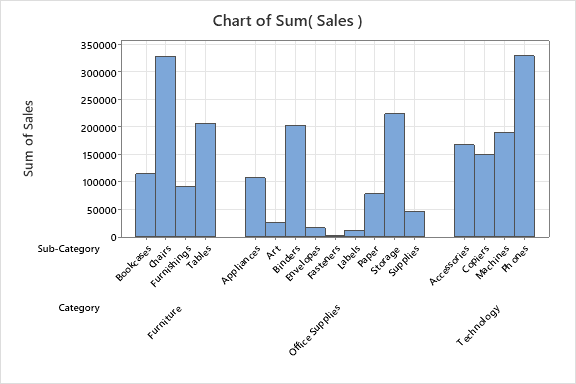 Chart of Sum( Sales )
Sum of Sales
350000
300000
250000
200000
150000
100000
50000
0
Sub-Category
Bookcases
Chairs
Furnishings
Tables
Appliances
Art
Binders
Envelopes
Fasteners
Labels
Paper
Storage
Supplies
Accessories
Copiers
Machines
Phones
Category
Furniture
Office Supplies
Technology